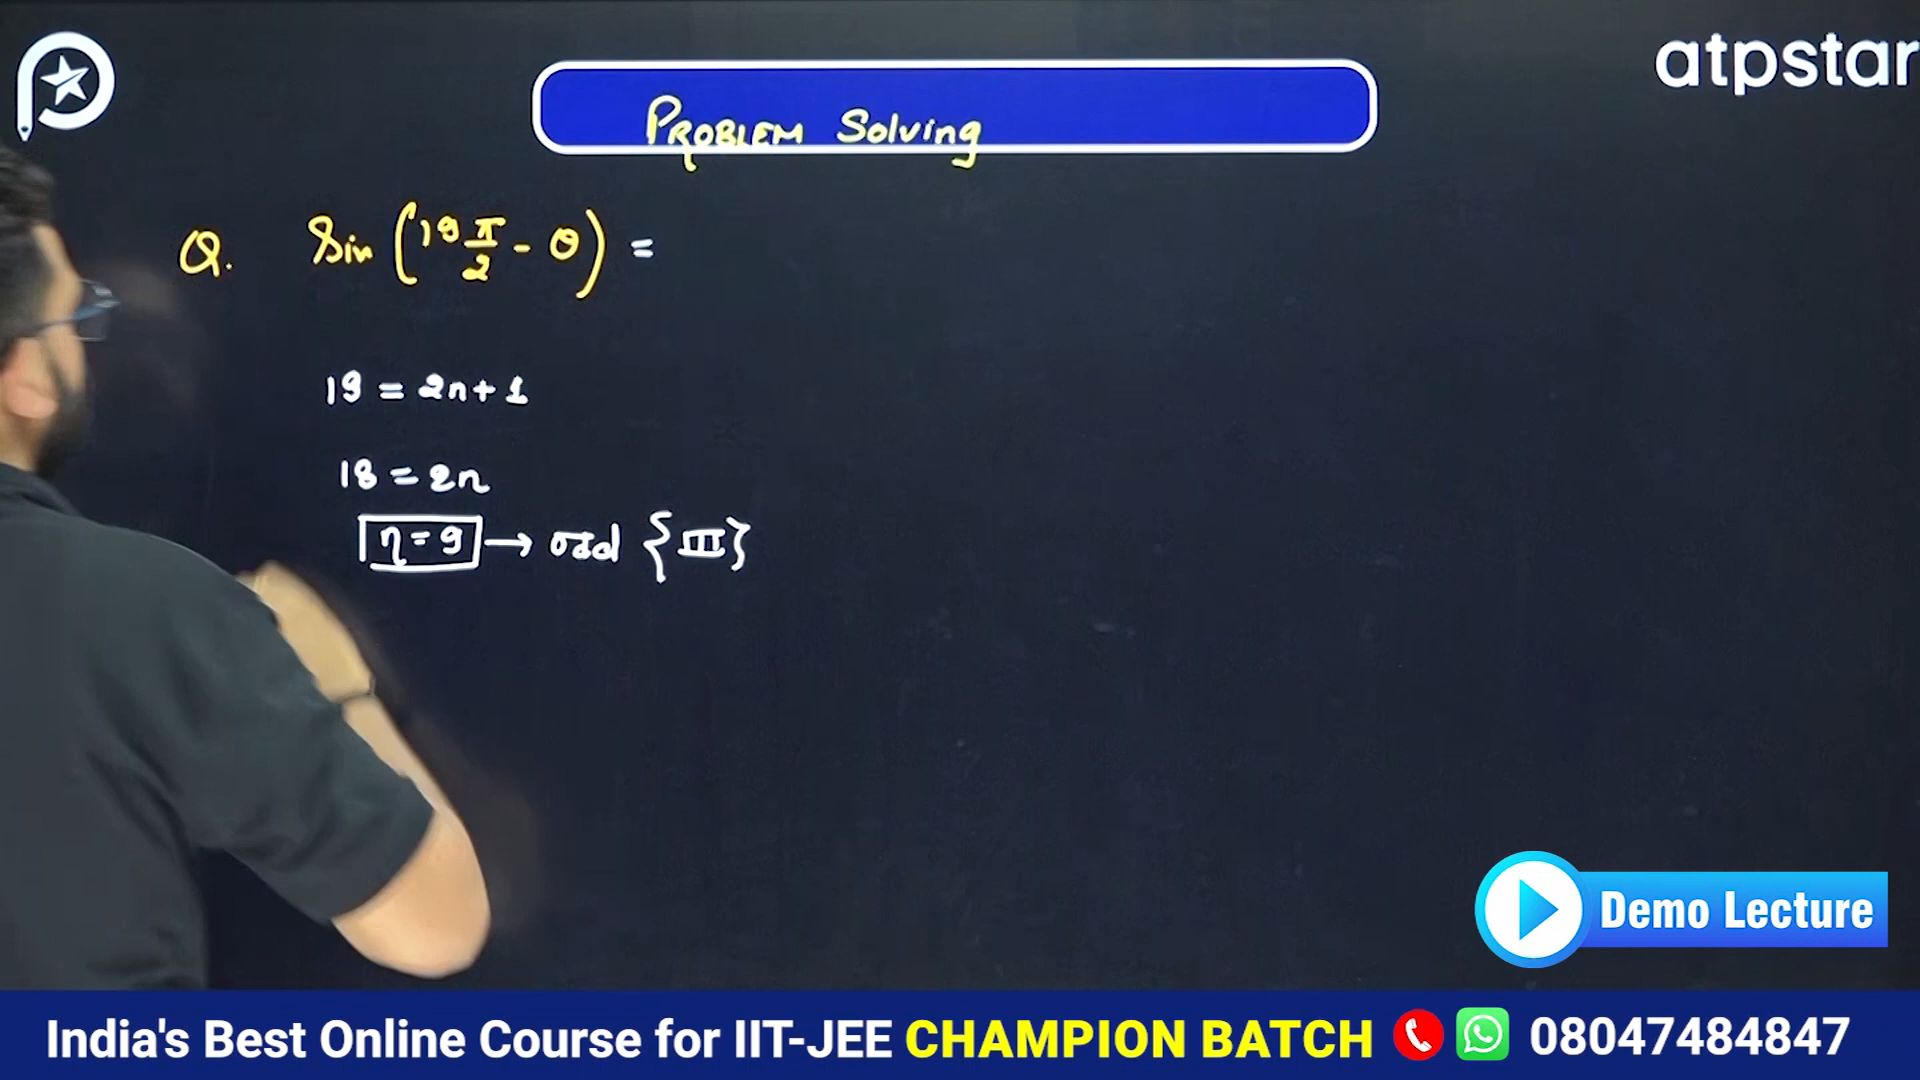 atpstar
PROBLEM Solving
Q. Sin (19 π/2 - θ) =
19 = 2n+1
18 = 2n
n=9 → odd {III}
Demo Lecture
India's Best Online Course for IIT-JEE CHAMPION BATCH 08047484847